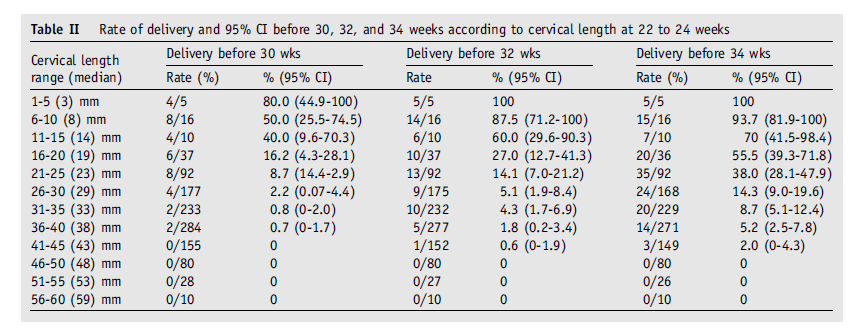 Table II Rate of delivery and 95% CI before 30, 32, and 34 weeks according to cervical length at 22 to 24 weeks
Cervical length range (median) Delivery before 30 wks Delivery before 32 wks Delivery before 34 wks
Rate (%) % (95% CI) Rate % (95% CI) Rate (%) % (95% CI)
1-5 (3) mm 4/5 80.0 (44.9-100) 5/5 100 5/5 100
6-10 (8) mm 8/16 50.0 (25.5-74.5) 14/16 87.5 (71.2-100) 15/16 93.7 (81.9-100)
11-15 (14) mm 4/10 40.0 (9.6-70.3) 6/10 60.0 (29.6-90.3) 7/10 70 (41.5-98.4)
16-20 (19) mm 6/37 16.2 (4.3-28.1) 10/37 27.0 (12.7-41.3) 20/36 55.5 (39.3-71.8)
21-25 (23) mm 8/92 8.7 (14.4-2.9) 13/92 14.1 (7.0-21.2) 35/92 38.0 (28.1-47.9)
26-30 (29) mm 4/177 2.2 (0.07-4.4) 9/175 5.1 (1.9-8.4) 24/168 14.3 (9.0-19.6)
31-35 (33) mm 2/233 0.8 (0-2.0) 10/232 4.3 (1.7-6.9) 20/229 8.7 (5.1-12.4)
36-40 (38) mm 2/284 0.7 (0-1.7) 5/277 1.8 (0.2-3.4) 14/271 5.2 (2.5-7.8)
41-45 (43) mm 0/155 0 1/152 0.6 (0-1.9) 3/149 2.0 (0-4.3)
46-50 (48) mm 0/80 0 0/80 0 0/80 0
51-55 (53) mm 0/28 0 0/27 0 0/26 0
56-60 (59) mm 0/10 0 0/10 0 0/10 0